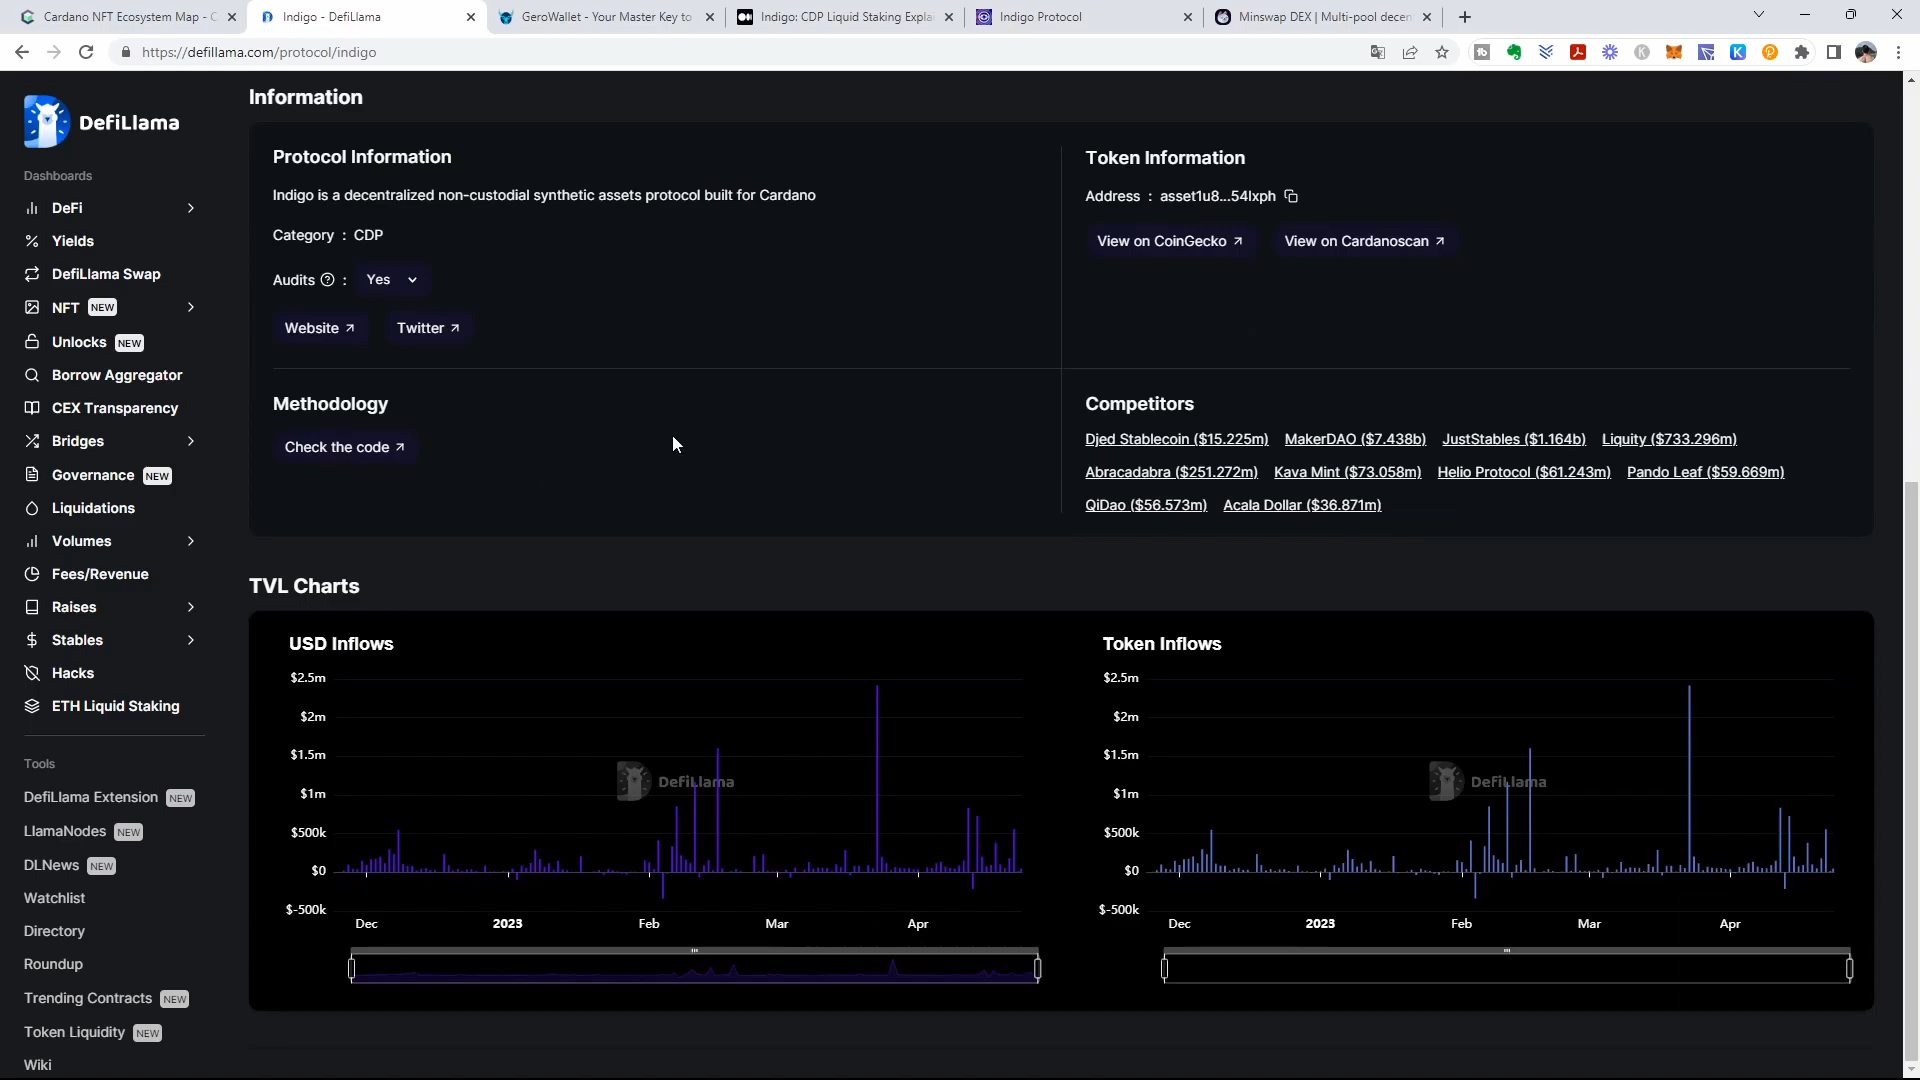 Cardano NFT Ecosystem Map - C
Indigo - DefiLlama
GeroWallet - Your Master Key to
Indigo: CDP Liquid Staking Expla
Indigo Protocol
Minswap DEX | Multi-pool decen
https://defillama.com/protocol/indigo
DefiLlama
Dashboards
DeFi
Yields
DefiLlama Swap
NFT NEW
Unlocks NEW
Borrow Aggregator
CEX Transparency
Bridges
Governance NEW
Liquidations
Volumes
Fees/Revenue
Raises
Stables
Hacks
ETH Liquid Staking
Tools
DefiLlama Extension NEW
LlamaNodes NEW
DLNews NEW
Watchlist
Directory
Roundup
Trending Contracts NEW
Token Liquidity NEW
Wiki
Information
Protocol Information
Indigo is a decentralized non-custodial synthetic assets protocol built for Cardano
Category : CDP
Audits ? : Yes
Website ↗ Twitter ↗
Token Information
Address : asset1u8...54lxph
View on CoinGecko ↗ View on Cardanoscan ↗
Methodology
Check the code ↗
Competitors
Djed Stablecoin ($15.225m) MakerDAO ($7.438b) JustStables ($1.164b) Liquity ($733.296m)
Abracadabra ($251.272m) Kava Mint ($73.058m) Helio Protocol ($61.243m) Pando Leaf ($59.669m)
QiDao ($56.573m) Acala Dollar ($36.871m)
TVL Charts
USD Inflows
$2.5m
$2m
$1.5m
$1m
$500k
$0
$-500k
DefiLlama
Dec 2023 Feb Mar Apr
Token Inflows
$2.5m
$2m
$1.5m
$1m
$500k
$0
$-500k
DefiLlama
Dec 2023 Feb Mar Apr